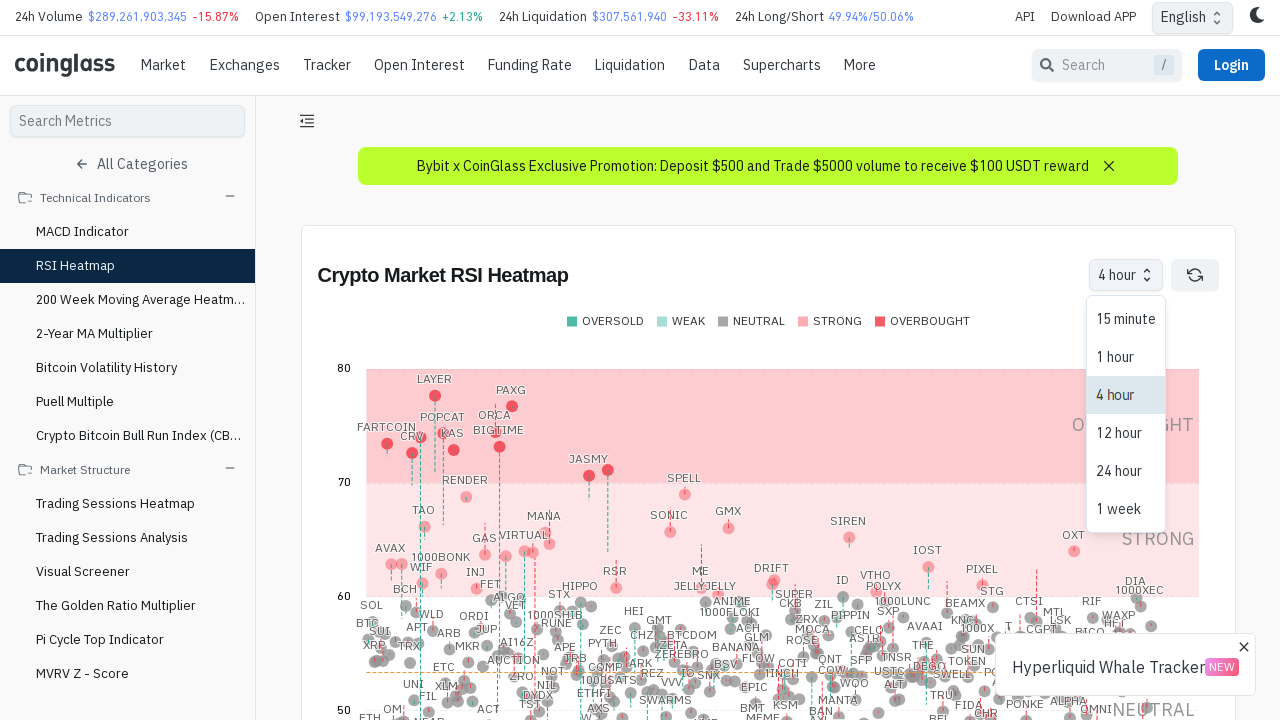 24h Volume $289,261,903,345 -15.87% Open Interest $99,193,549,276 +2.13% 24h Liquidation $307,561,940 -33.11% 24h Long/Short 49.94%/50.06% API Download APP English
coinglass Market Exchanges Tracker Open Interest Funding Rate Liquidation Data Supercharts More Search / Login
Search Metrics
All Categories
Technical Indicators
MACD Indicator
RSI Heatmap
200 Week Moving Average Heatm...
2-Year MA Multiplier
Bitcoin Volatility History
Puell Multiple
Crypto Bitcoin Bull Run Index (CB...
Market Structure
Trading Sessions Heatmap
Trading Sessions Analysis
Visual Screener
The Golden Ratio Multiplier
Pi Cycle Top Indicator
MVRV Z - Score
Bybit x CoinGlass Exclusive Promotion: Deposit $500 and Trade $5000 volume to receive $100 USDT reward
Crypto Market RSI Heatmap
4 hour
15 minute
1 hour
4 hour
12 hour
24 hour
1 week
OVERSOLD WEAK NEUTRAL STRONG OVERBOUGHT
80
LAYER
PAXG
POPCAT ORCA
FARTCOIN CRV KAS BIGTIME
JASMY
70
RENDER SPELL
TAO MANA SONIC GMX SIREN
GAS VIRTUAL OXT
STRONG
AVAX 1000BONK IOST
WIF INJ RSR ME DRIFT VTHO PIXEL
BCH FET HIPPO JELLYJELLY ID POLYX STG DIA
60
STX SUPER 1000XEC
SOL ALGO VET ANIME CKB ZIL 1000LUNC BEAMX CTSI RIF
WLD ORDI 1000SHIB HEI 1000FLOKI PIPPIN SXP MTL
BTC RUNE GMT ZRX KNC LSK WAXP
SUI APT ARB JUP ZEC CHZ BTCDOM ACH MOCA CELO AVAAI 1000X CGPT BICO
XRP TRX MKR AI16Z APE PYTH ZETA GLM ROSE ASTR THE SUN
AUCTION TRB ZEREBRO BANANA FLOW QNT SFP TNSR TOKEN
ETC NOT COMP ARK BSV COTI COW USTC DEGO
UNI ZRO 1000SATS REZ IO SNX 1INCH WOO ALT SWELL
XLM NIL VVV EPIC
FIL DYDX ETHFI SWARMS KSM MANTA TRU ALPHA
OM ACT TST AXS BMT BAN FIDA PONKE OMNI
50
ETH NEAR MEME CHR
NEUTRAL
Hyperliquid Whale Tracker NEW